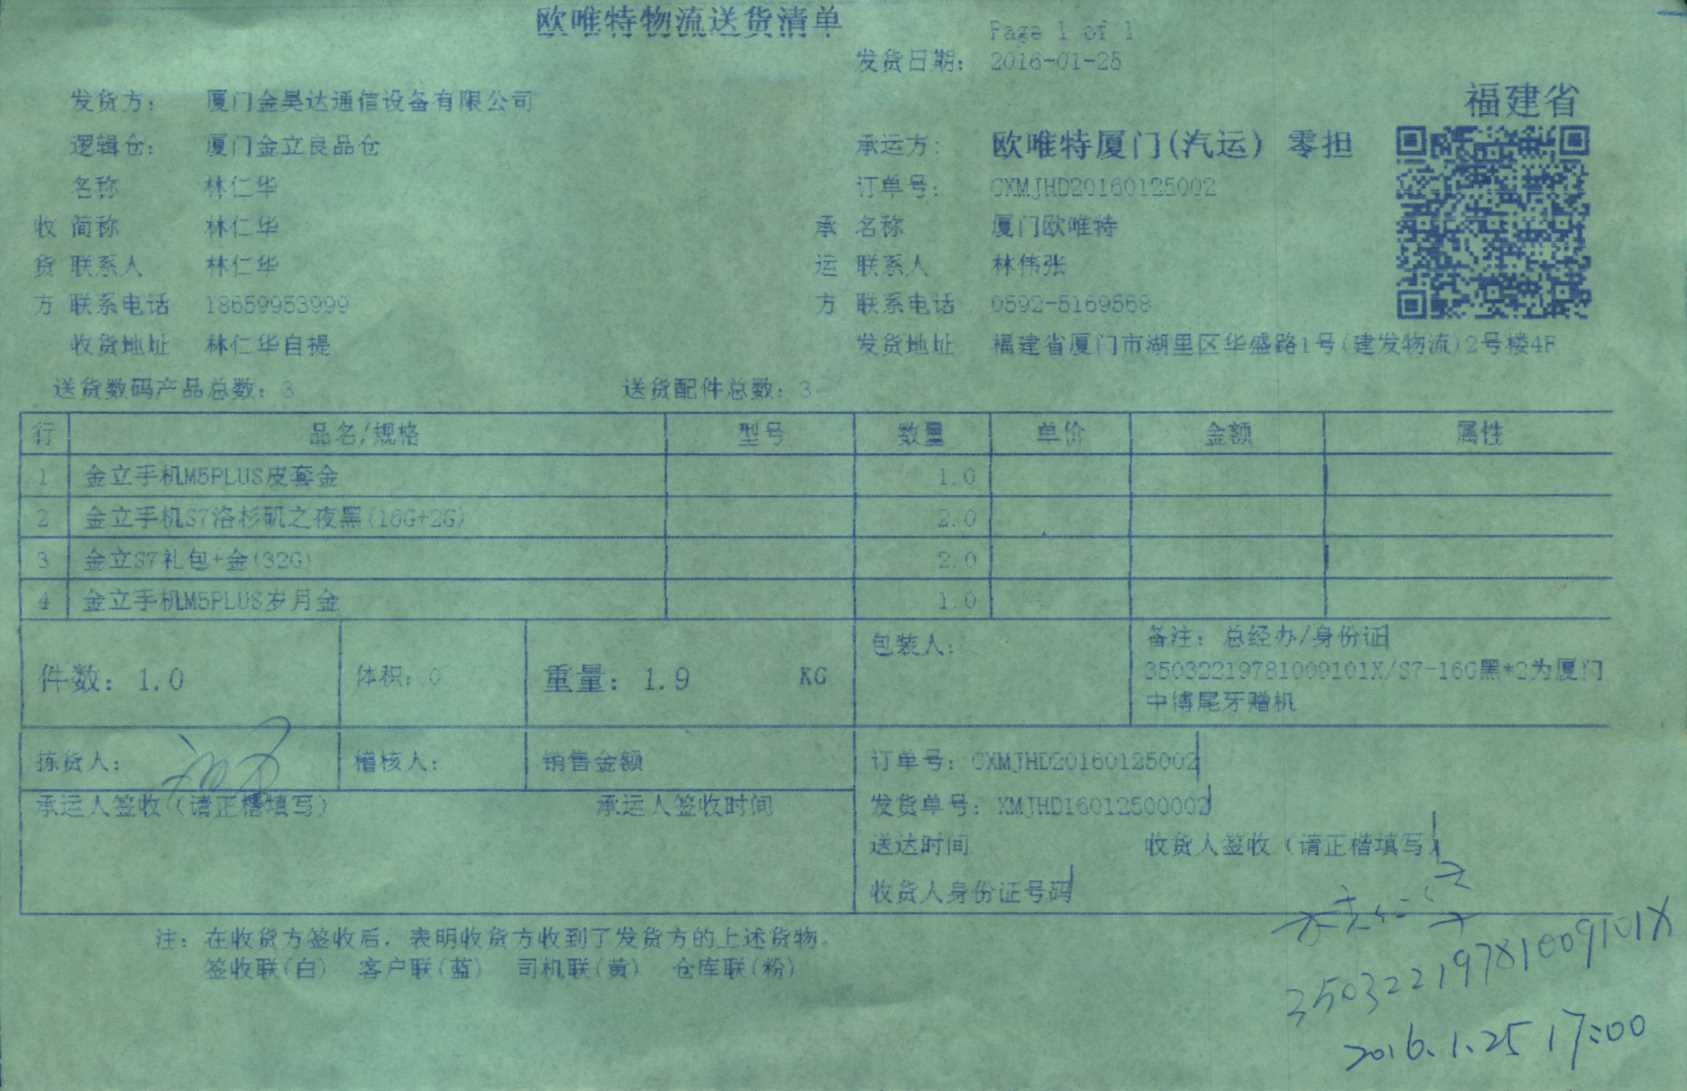 欧唯特物流送货清单
Page 1 of 1
发货日期: 2016-01-25
福建省
发货方: 厦门金昊达通信设备有限公司
逻辑仓: 厦门金立良品仓 承运方: 欧唯特厦门(汽运) 零担
名称 林仁华 订单号: CXMJHD20160125002
收 简称 林仁华 承 名称 厦门欧唯特
货 联系人 林仁华 运 联系人 林伟张
方 联系电话 18659953999 方 联系电话 0592-5169568
收货地址 林仁华自提 发货地址 福建省厦门市湖里区华盛路1号(建发物流)2号楼4F
送货数码产品总数: 3 送货配件总数: 3
行 品名/规格 型号 数量 单价 金额 属性
1 金立手机M5PLUS皮套金 1.0
2 金立手机S7洛杉矶之夜黑(16G+2G) 2.0
3 金立S7礼包+金(32G) 2.0
4 金立手机M5PLUS岁月金 1.0
件数: 1.0 体积: 0 重量: 1.9 KG 包装人: 备注: 总经办/身份证
35032219781009101X/S7-16G黑*2为厦门
中博尾牙赠机
拣货人: 稽核人: 销售金额 订单号: CXMJHD20160125002
承运人签收(请正楷填写) 承运人签收时间 发货单号: XMJHD16012500002
送达时间 收货人签收(请正楷填写)
收货人身份证号码
注: 在收货方签收后, 表明收货方收到了发货方的上述货物。
签收联(白) 客户联(蓝) 司机联(黄) 仓库联(粉)
35032219781009101X
2016.1.25 17:00